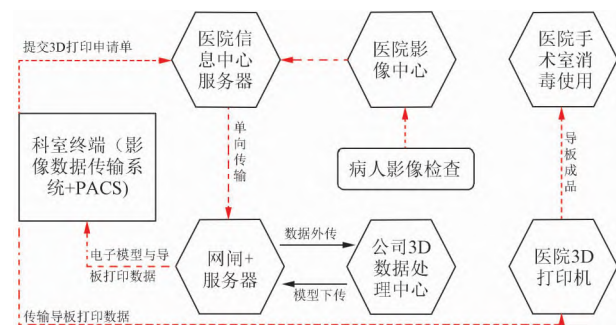 提交3D打印申请单
医院信
息中心
服务器
医院影
像中心
医院手
术室消
毒使用
单向传输
导板成品
科室终端（影
像数据传输系
统+PACS)
病人影像检查
电子模型与导
板打印数据
网闸+
服务器
数据外传
模型下传
公司3D
数据处
理中心
医院3D
打印机
传输导板打印数据